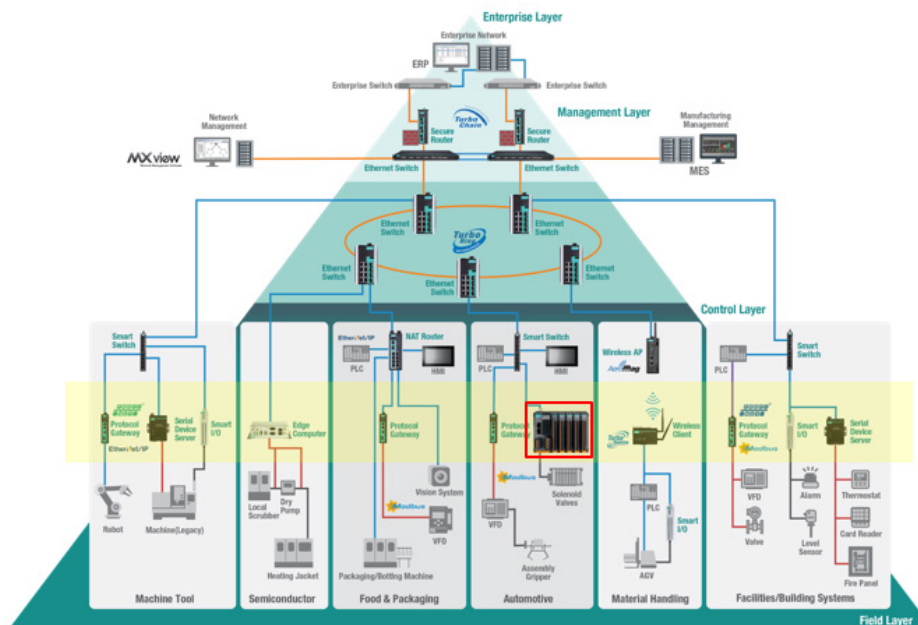 Enterprise Layer
Enterprise Network
ERP
Enterprise Switch
Enterprise Switch
Management Layer
Network
Management
Turbo
Chain
Manufacturing
Management
Secure
Router
Secure
Router
MXview
MES
Ethernet Switch
Ethernet Switch
Ethernet
Switch
Ethernet
Switch
Turbo
Ring
Ethernet
Switch
Ethernet
Switch
Ethernet
Switch
Control Layer
Smart
Switch
EtherNet/IP
NAT Router
PLC
HMI
Smart Switch
PLC
HMI
Wireless AP
AeroMag
PLC
Smart
Switch
Protocol
Gateway
EtherNet/IP
Serial
Device
Server
Smart
I/O
Edge
Computer
Protocol
Gateway
Modbus
Protocol
Gateway
Modbus
Wireless
Client
Protocol
Gateway
Modbus
Smart
I/O
Serial
Device
Server
Robot
Machine(Legacy)
Local
Scrubber
Dry
Pump
Heating Jacket
Vision System
VFD
Packaging/Botting Machine
Solenoid
Valves
VFD
Assembly
Gripper
PLC
Smart
I/O
AGV
VFD
Valve
Alarm
Level
Sensor
Thermostat
Card Reader
Fire Panel
Machine Tool
Semiconductor
Food & Packaging
Automotive
Material Handling
Facilities/Building Systems
Field Layer